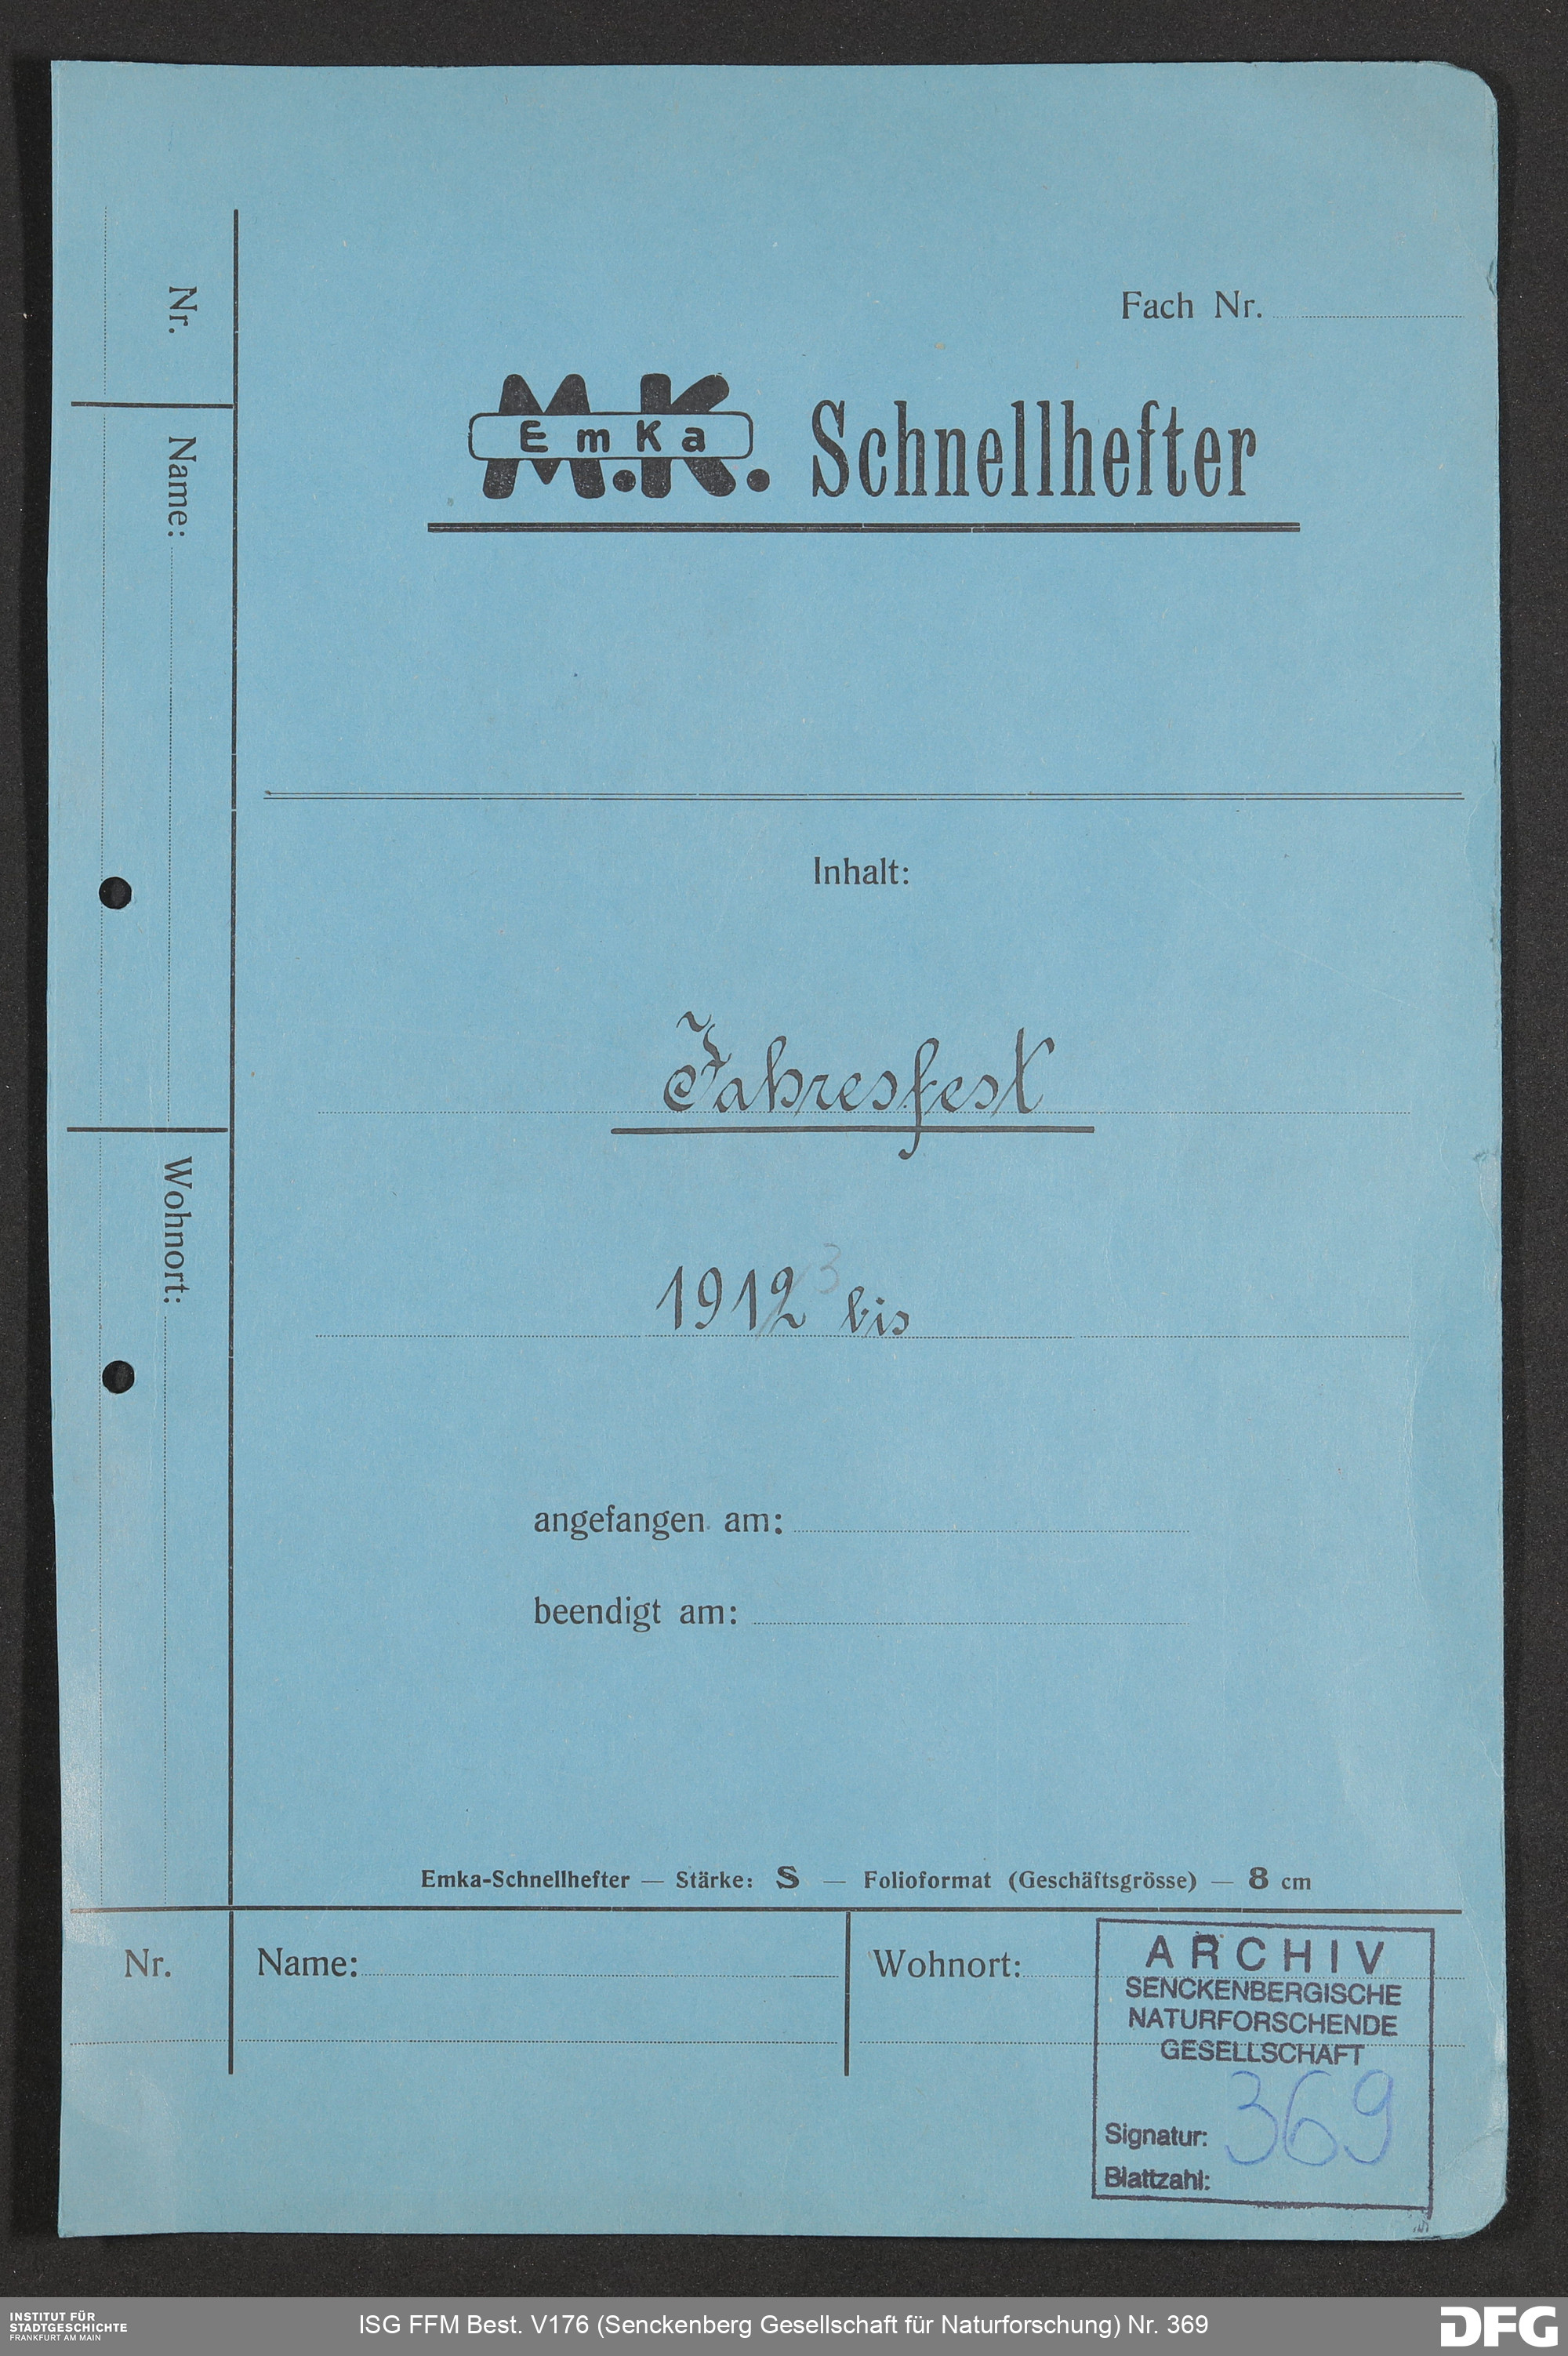 Fach Nr.
M.K.
EmKa
Schnellhefter
Inhalt:
Jahresfest
1912 3 bis
angefangen am:
beendigt am:
Emka-Schnellhefter — Stärke: S — Folioformat (Geschäftsgrösse) — 8 cm
Nr.
Name:
Wohnort:
Nr.
Name:
Wohnort:
ARCHIV
SENCKENBERGISCHE
NATURFORSCHENDE
GESELLSCHAFT
Signatur: 369
Blattzahl:
INSTITUT FÜR
STADTGESCHICHTE
FRANKFURT AM MAIN
ISG FFM Best. V176 (Senckenberg Gesellschaft für Naturforschung) Nr. 369
DFG